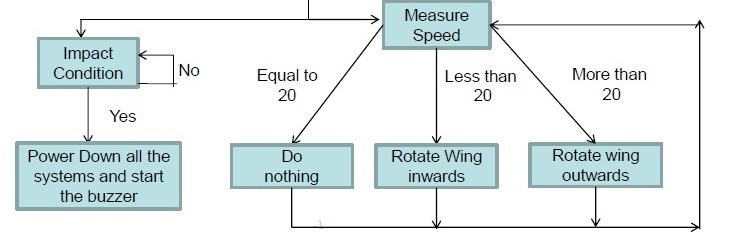 Measure
Speed
Impact
Condition
No
Equal to
20
Less than
20
More than
20
Yes
Power Down all the
systems and start
the buzzer
Do
nothing
Rotate Wing
inwards
Rotate wing
outwards